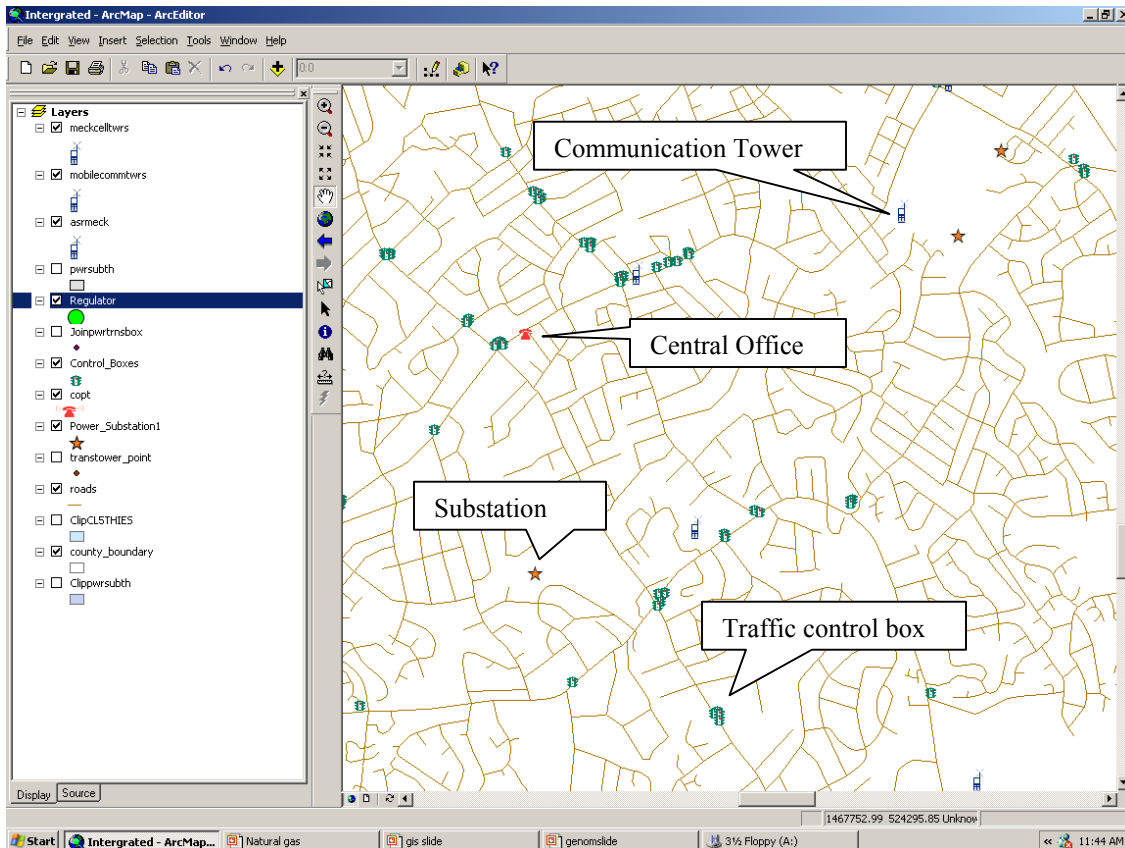 Intergrated - ArcMap - ArcEditor
File Edit View Insert Selection Tools Window Help
0:0
Layers
meckcelltwrs
mobilecommtwrs
asrmeck
pwrsubth
Regulator
Joinpwrtrnsbox
Control_Boxes
copt
Power_Substation1
transtower_point
roads
ClipCL5THIES
county_boundary
Clippwrsubth
Communication Tower
Central Office
Substation
Traffic control box
Display Source
1467752.99 524295.85 Unknow
Start Intergrated - ArcMap... Natural gas gis slide genomslide 3½ Floppy (A:) « 11:44 AM